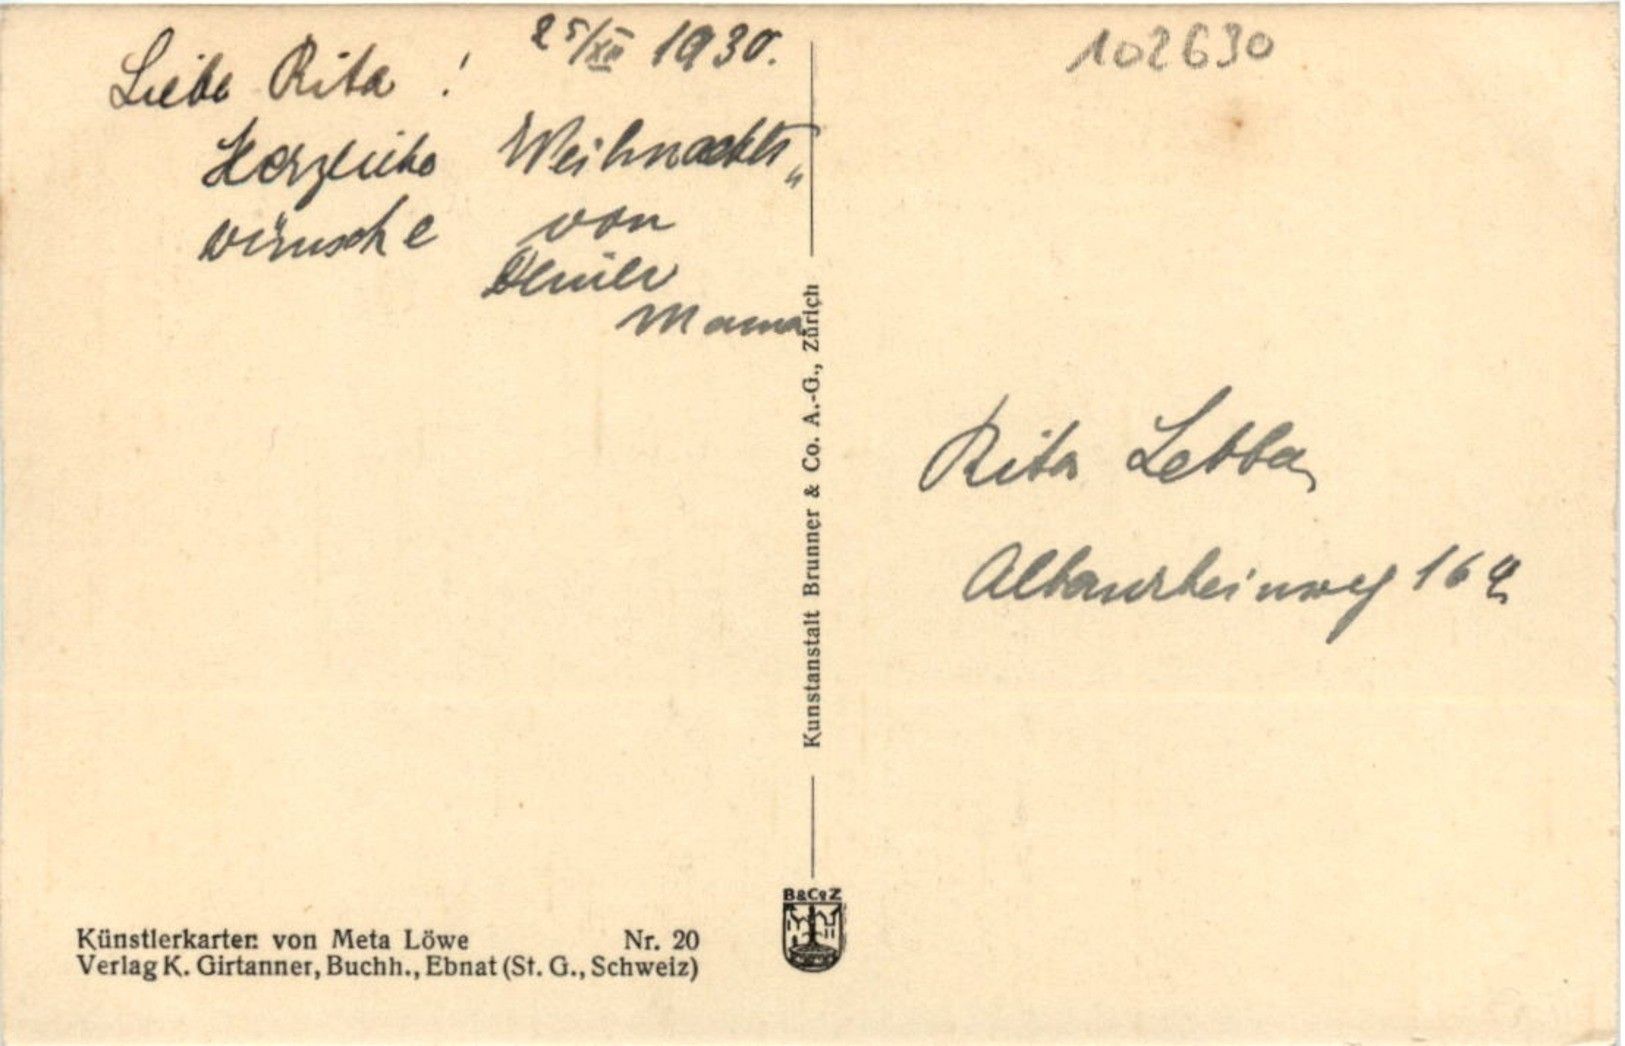 25/XII 1930.
Liebe Rita !
Herzliche Weihnachts„
wünsche von
Deiner
Mama
102630
Rita
Albanrheinweg 16
Kunstanstalt Brunner & Co. A.-G., Zürich
B&CoZ
Künstlerkarten von Meta Löwe Nr. 20
Verlag K. Girtanner, Buchh., Ebnat (St. G., Schweiz)